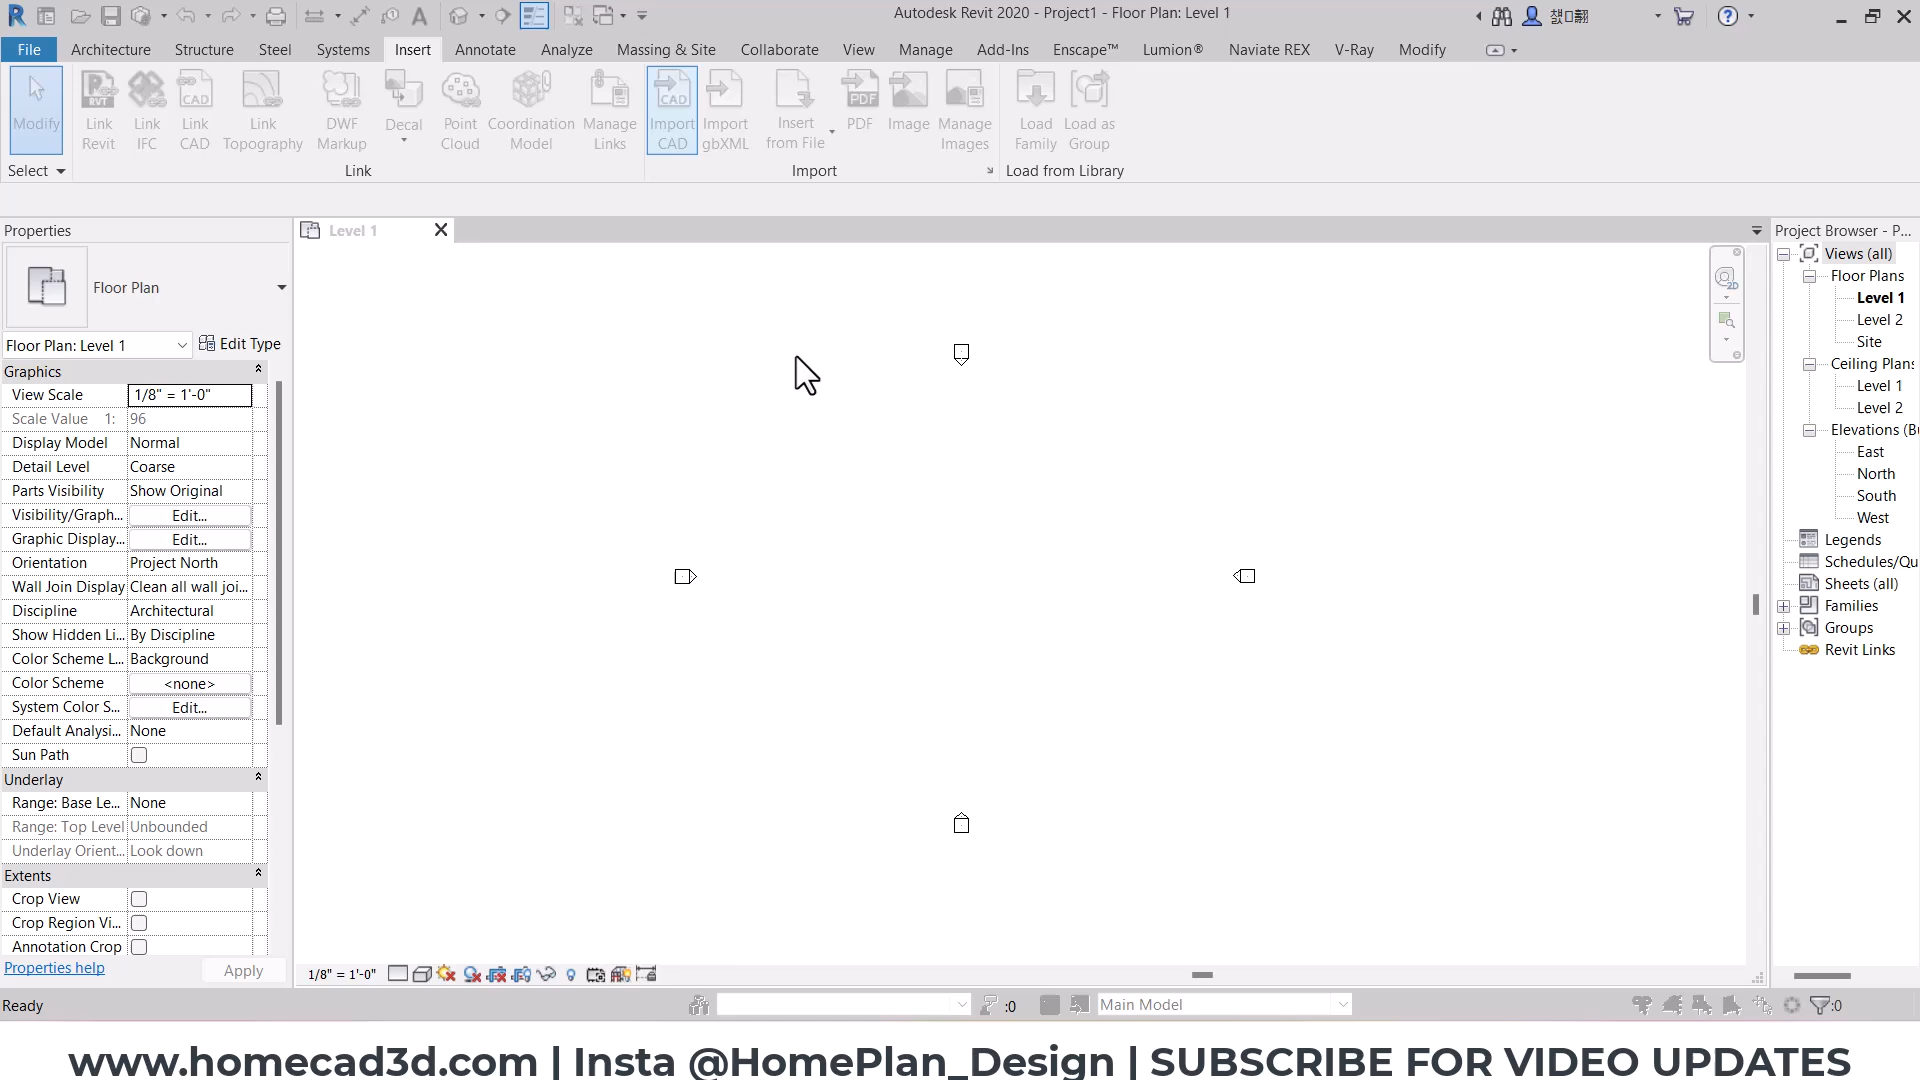 Autodesk Revit 2020 - Project1 - Floor Plan: Level 1
File Architecture Structure Steel Systems Insert Annotate Analyze Massing & Site Collaborate View Manage Add-Ins Enscape™ Lumion® Naviate REX V-Ray Modify
Modify
Link Revit
Link IFC
Link CAD
Link Topography
DWF Markup
Decal
Point Cloud
Coordination Model
Manage Links
Import CAD
Import gbXML
Insert from File
PDF
Image
Manage Images
Load Family
Load as Group
Select
Link
Import
Load from Library
Properties
Floor Plan
Floor Plan: Level 1
Edit Type
Graphics
View Scale 1/8" = 1'-0"
Scale Value 1: 96
Display Model Normal
Detail Level Coarse
Parts Visibility Show Original
Visibility/Graph... Edit...
Graphic Display... Edit...
Orientation Project North
Wall Join Display Clean all wall joi...
Discipline Architectural
Show Hidden Li... By Discipline
Color Scheme L... Background
Color Scheme <none>
System Color S... Edit...
Default Analysi... None
Sun Path
Underlay
Range: Base Le... None
Range: Top Level Unbounded
Underlay Orient... Look down
Extents
Crop View
Crop Region Vi...
Annotation Crop
Properties help
Apply
Level 1
2D
1/8" = 1'-0"
Project Browser - P...
Views (all)
Floor Plans
Level 1
Level 2
Site
Ceiling Plans
Level 1
Level 2
Elevations (B
East
North
South
West
Legends
Schedules/Qu
Sheets (all)
Families
Groups
Revit Links
Ready
:0
Main Model
:0
www.homecad3d.com | Insta @HomePlan_Design | SUBSCRIBE FOR VIDEO UPDATES